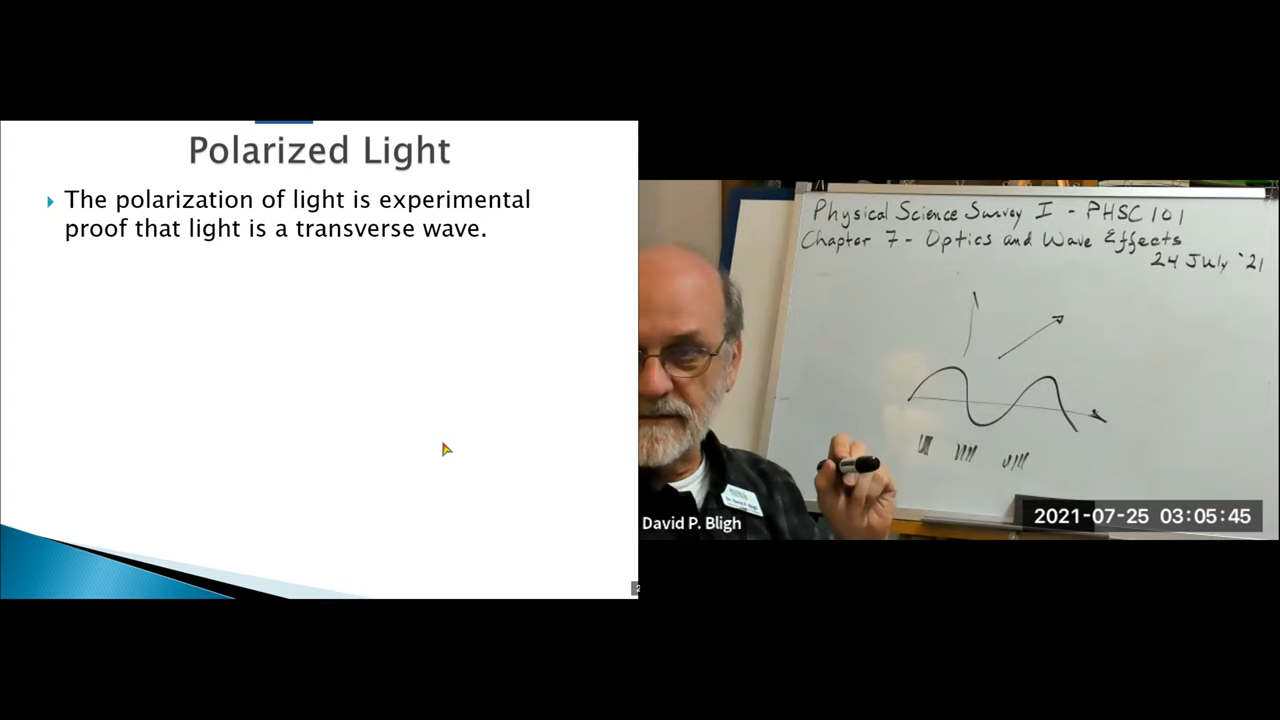 Polarized Light
The polarization of light is experimental
proof that light is a transverse wave.
Physical Science Survey I - PHSC 101
Chapter 7 - Optics and Wave Effects
24 July '21
David P. Bligh
2021-07-25 03:05:45
2